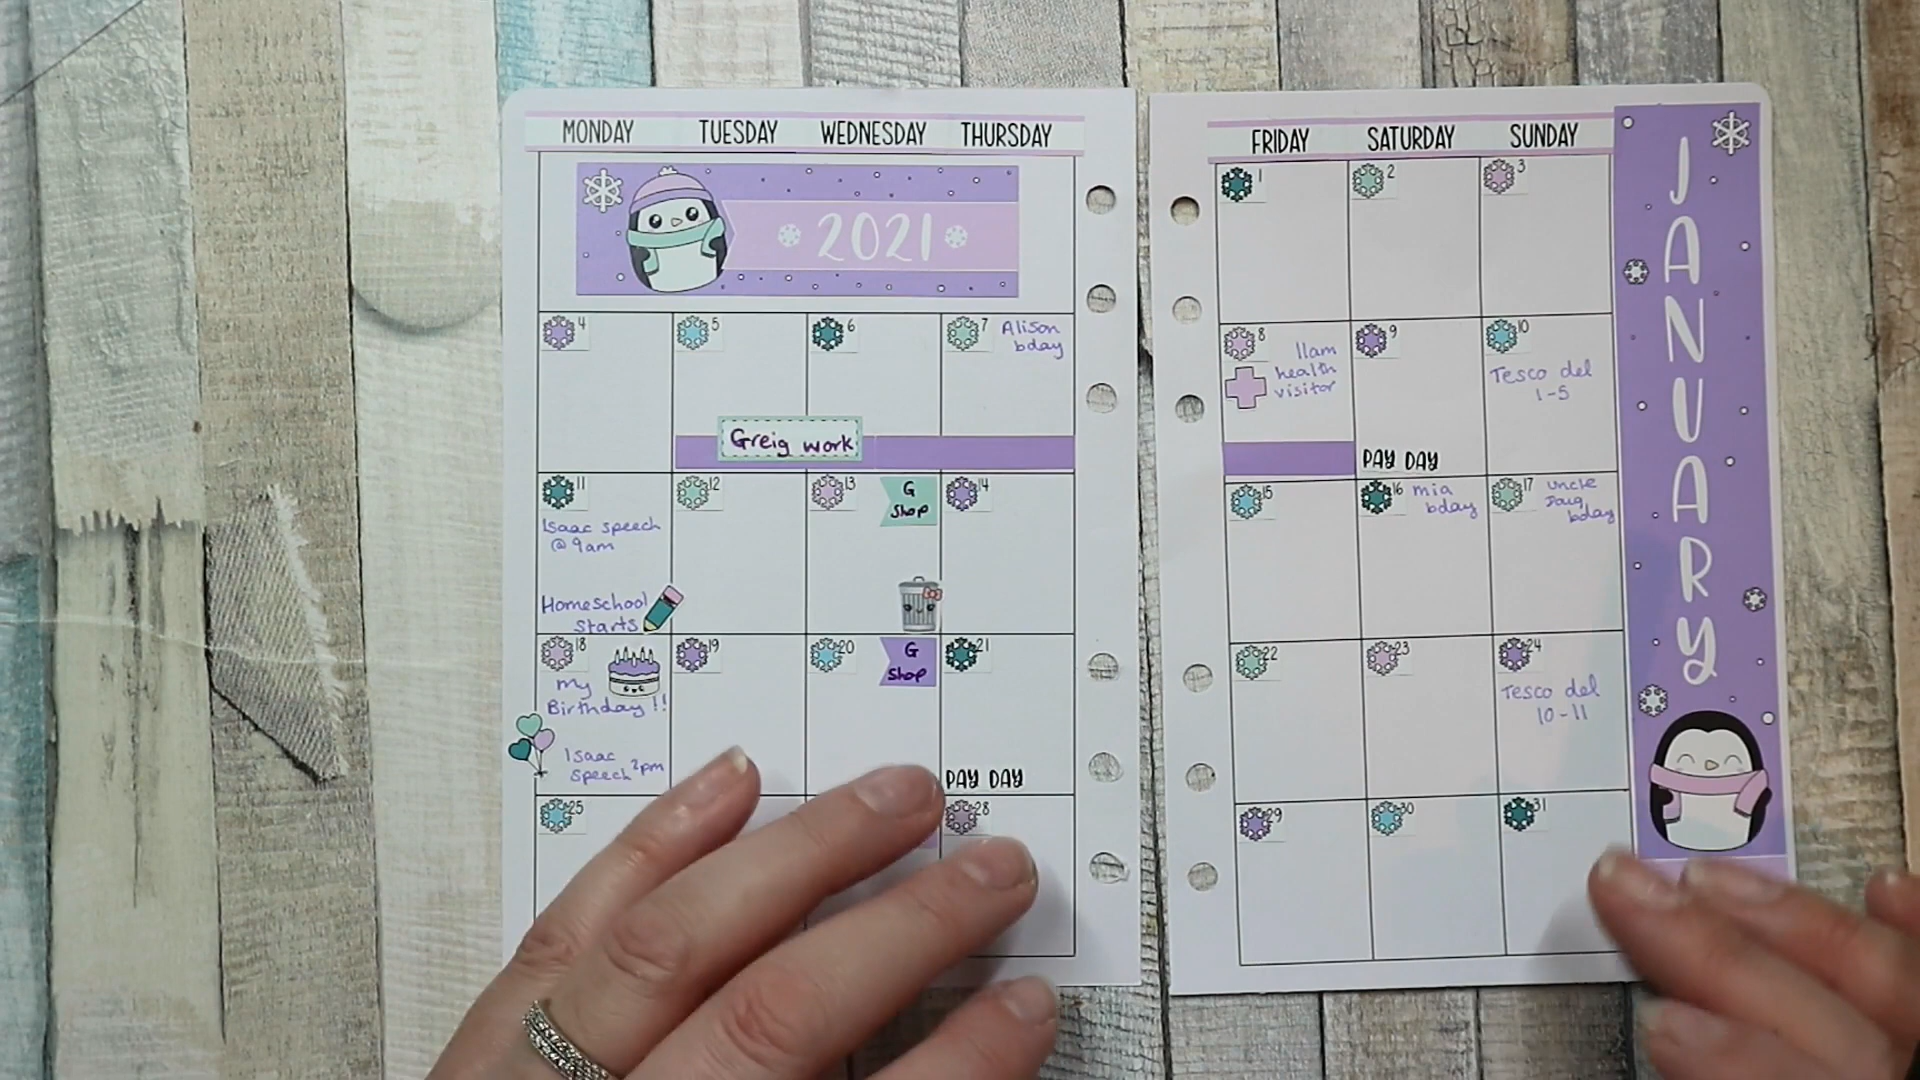 MONDAY TUESDAY WEDNESDAY THURSDAY
2021
4 5 6 7 Alison
bday
Greig work
11 12 13 G 14
Shop
Isaac speech
@ 9am
Homeschool
Starts
18 19 20 G 21
Shop
my
Birthday !!
Isaac
speech 2pm
PAY DAY
25 28
FRIDAY SATURDAY SUNDAY
1 2 3
8 9 10
11am
health
visitor
Tesco del
1-5
PAY DAY
15 16 mia 17 uncle
bday Doug
bday
22 23 24
Tesco del
10-11
29 30 31
JANUARY